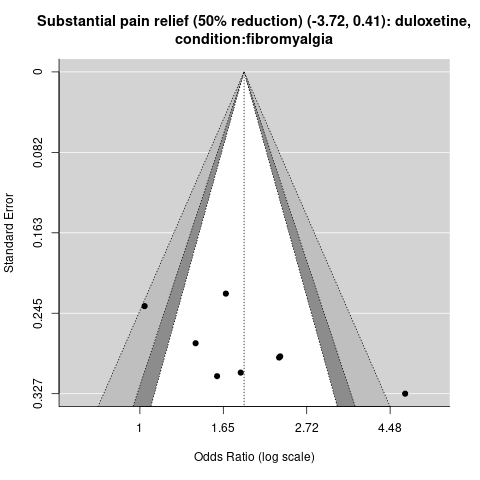 Substantial pain relief (50% reduction) (-3.72, 0.41): duloxetine,
condition:fibromyalgia
0
0.082
0.163
0.245
0.327
Standard Error
1
1.65
2.72
4.48
Odds Ratio (log scale)